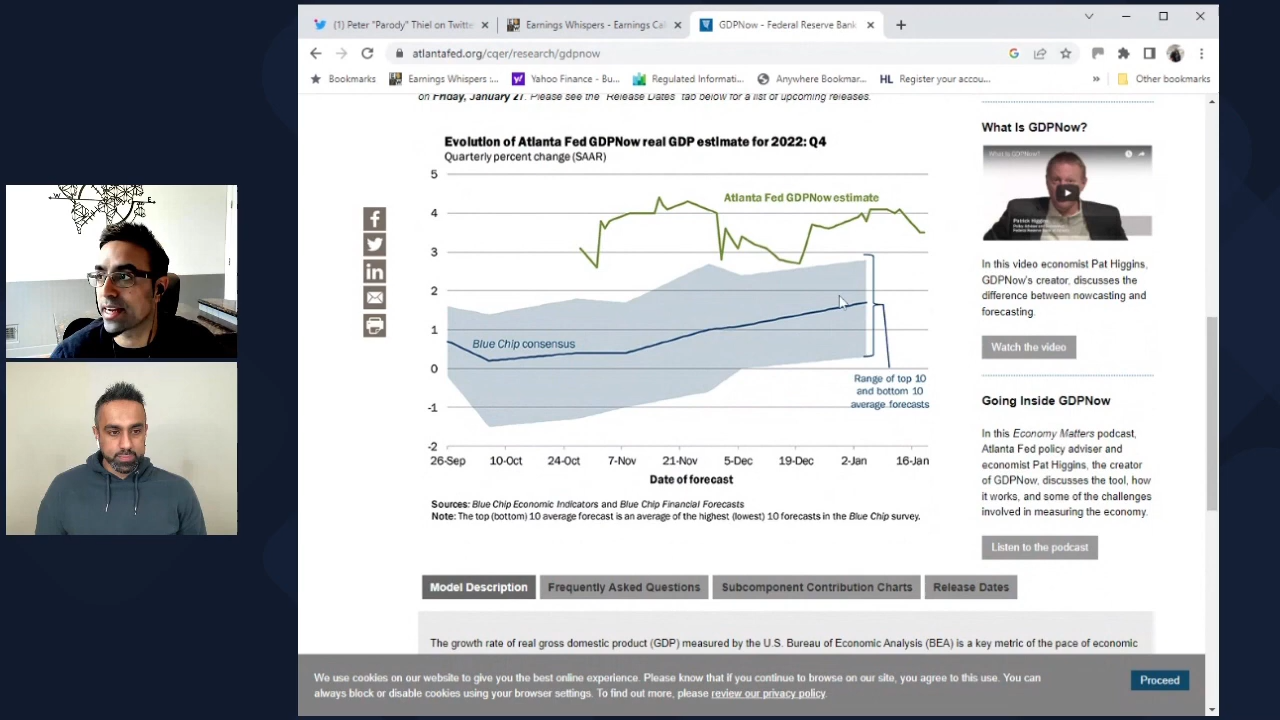 (1) Peter "Parody" Thiel on Twitte
Earnings Whispers - Earnings Cal
GDPNow - Federal Reserve Bank
atlantafed.org/cqer/research/gdpnow
Bookmarks
Earnings Whispers :...
Yahoo Finance - Bu...
Regulated Informati...
Anywhere Bookmar...
HL Register your accou...
Other bookmarks
on Friday, January 27. Please see the "Release Dates" tab below for a list of upcoming releases.
Evolution of Atlanta Fed GDPNow real GDP estimate for 2022: Q4
Quarterly percent change (SAAR)
5
4
3
2
1
0
-1
-2
Atlanta Fed GDPNow estimate
Blue Chip consensus
Range of top 10
and bottom 10
average forecasts
26-Sep 10-Oct 24-Oct 7-Nov 21-Nov 5-Dec 19-Dec 2-Jan 16-Jan
Date of forecast
Sources: Blue Chip Economic Indicators and Blue Chip Financial Forecasts
Note: The top (bottom) 10 average forecast is an average of the highest (lowest) 10 forecasts in the Blue Chip survey.
What Is GDPNow?
What is GDPNow?
Patrick Higgins
In this video economist Pat Higgins,
GDPNow's creator, discusses the
difference between nowcasting and
forecasting.
Watch the video
Going Inside GDPNow
In this Economy Matters podcast,
Atlanta Fed policy adviser and
economist Pat Higgins, the creator
of GDPNow, discusses the tool, how
it works, and some of the challenges
involved in measuring the economy.
Listen to the podcast
Model Description
Frequently Asked Questions
Subcomponent Contribution Charts
Release Dates
The growth rate of real gross domestic product (GDP) measured by the U.S. Bureau of Economic Analysis (BEA) is a key metric of the pace of economic
We use cookies on our website to give you the best online experience. Please know that if you continue to browse on our site, you agree to this use. You can
always block or disable cookies using your browser settings. To find out more, please review our privacy policy.
Proceed